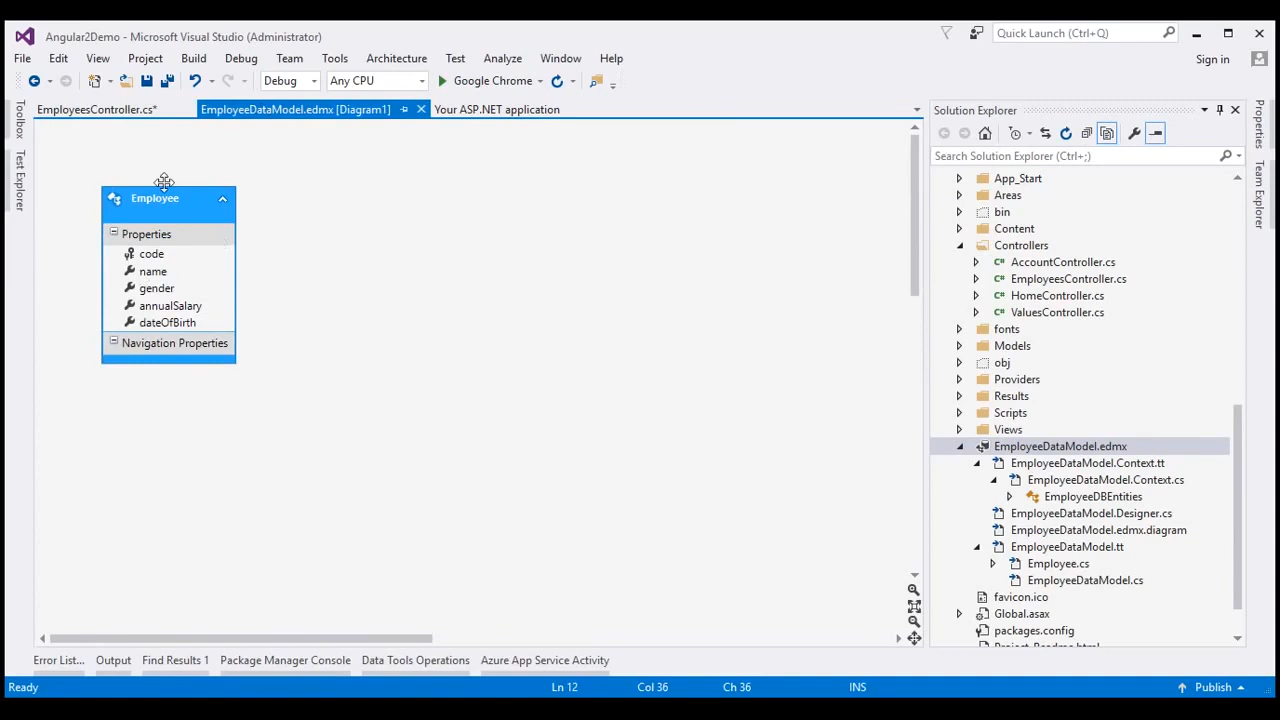 Angular2Demo - Microsoft Visual Studio (Administrator)
Quick Launch (Ctrl+Q)
File Edit View Project Build Debug Team Tools Architecture Test Analyze Window Help
Sign in
Debug Any CPU Google Chrome
EmployeesController.cs* EmployeeDataModel.edmx [Diagram1] Your ASP.NET application
Toolbox
Test Explorer
Employee
Properties
code
name
gender
annualSalary
dateOfBirth
Navigation Properties
Solution Explorer
Search Solution Explorer (Ctrl+;)
App_Start
Areas
bin
Content
Controllers
AccountController.cs
EmployeesController.cs
HomeController.cs
ValuesController.cs
fonts
Models
obj
Providers
Results
Scripts
Views
EmployeeDataModel.edmx
EmployeeDataModel.Context.tt
EmployeeDataModel.Context.cs
EmployeeDBEntities
EmployeeDataModel.Designer.cs
EmployeeDataModel.edmx.diagram
EmployeeDataModel.tt
Employee.cs
EmployeeDataModel.cs
favicon.ico
Global.asax
packages.config
Project_Readme.html
Properties
Team Explorer
Error List... Output Find Results 1 Package Manager Console Data Tools Operations Azure App Service Activity
Ready Ln 12 Col 36 Ch 36 INS Publish